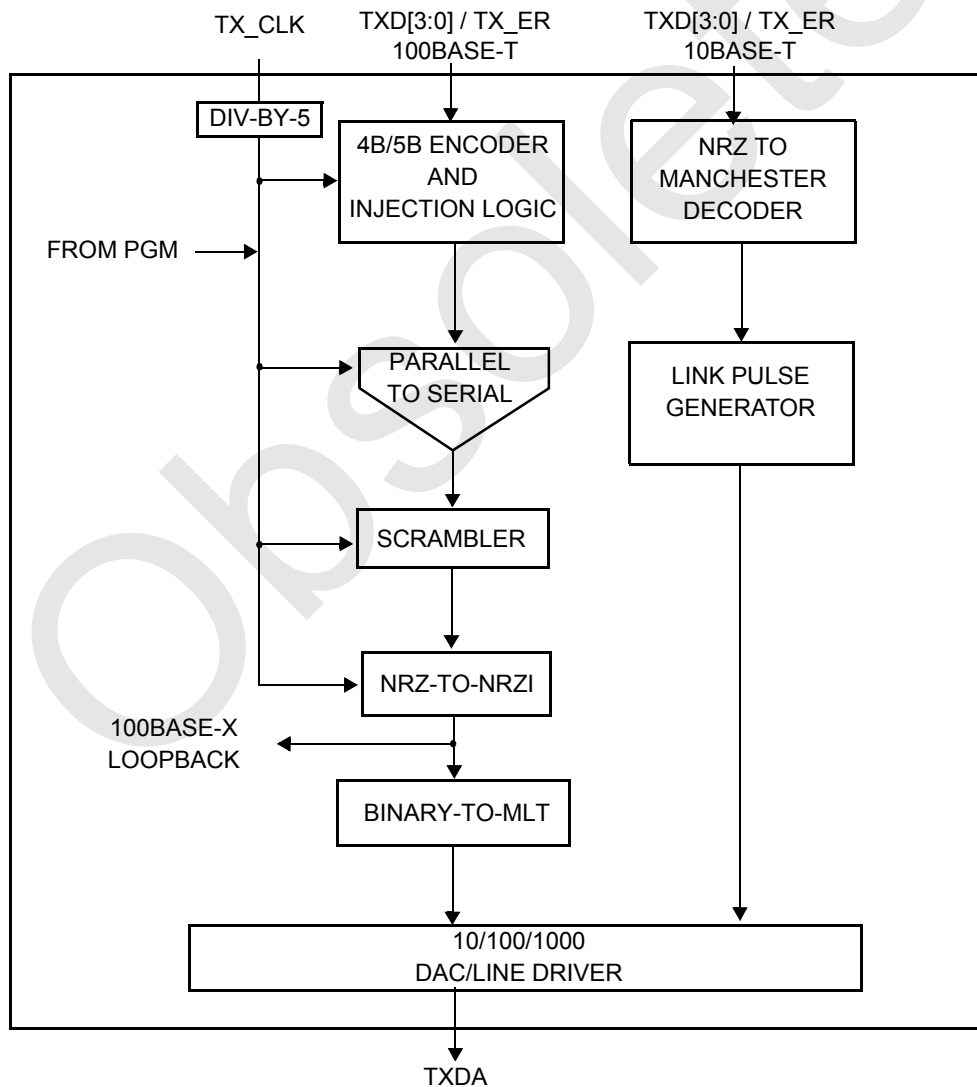 TX_CLK
TXD[3:0] / TX_ER
100BASE-T
TXD[3:0] / TX_ER
10BASE-T
DIV-BY-5
4B/5B ENCODER
AND
INJECTION LOGIC
NRZ TO
MANCHESTER
DECODER
FROM PGM
PARALLEL
TO SERIAL
LINK PULSE
GENERATOR
SCRAMBLER
NRZ-TO-NRZI
100BASE-X
LOOPBACK
BINARY-TO-MLT
10/100/1000
DAC/LINE DRIVER
TXDA
Obsolete